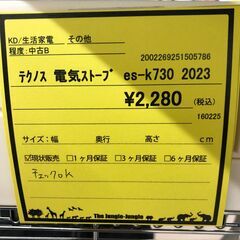 KD/生活家電 その他
程度:中古B
2002269251505786
テクノス 電気ストーブ es-k730 2023
¥2,280 (税込)
160225
サイズ:幅 奥行 高さ cm
☑現状販売 □1ヶ月保証 □3ヶ月保証 □6ヶ月保証
チェックOK
The Jungle-Jungle